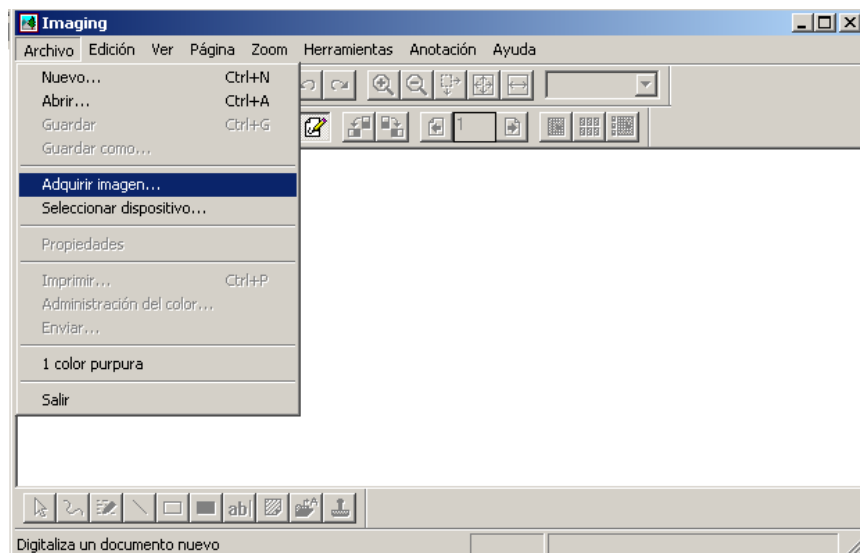 Imaging
Archivo Edición Ver Página Zoom Herramientas Anotación Ayuda
Nuevo... Ctrl+N
Abrir... Ctrl+A
Guardar Ctrl+G
Guardar como...
1
Adquirir imagen...
Seleccionar dispositivo...
Propiedades
Imprimir... Ctrl+P
Administración del color...
Enviar...
1 color purpura
Salir
ab
Digitaliza un documento nuevo